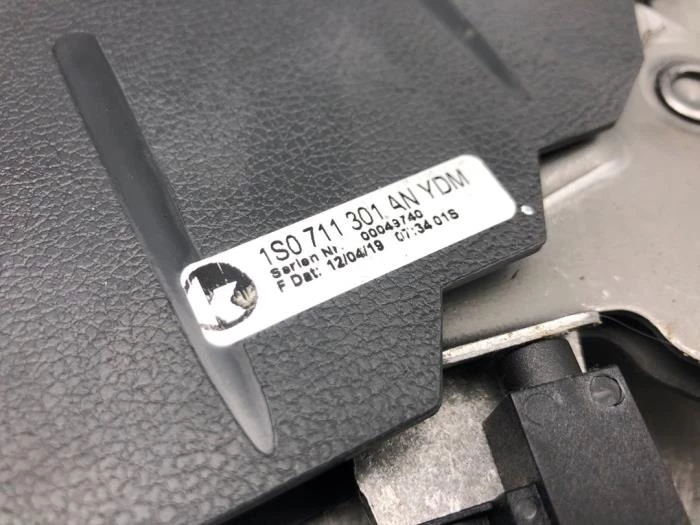 1S0 711 301 AN YDM
Serien Nr.: 00049740
F Dat: 12/04/19 07:34 01S